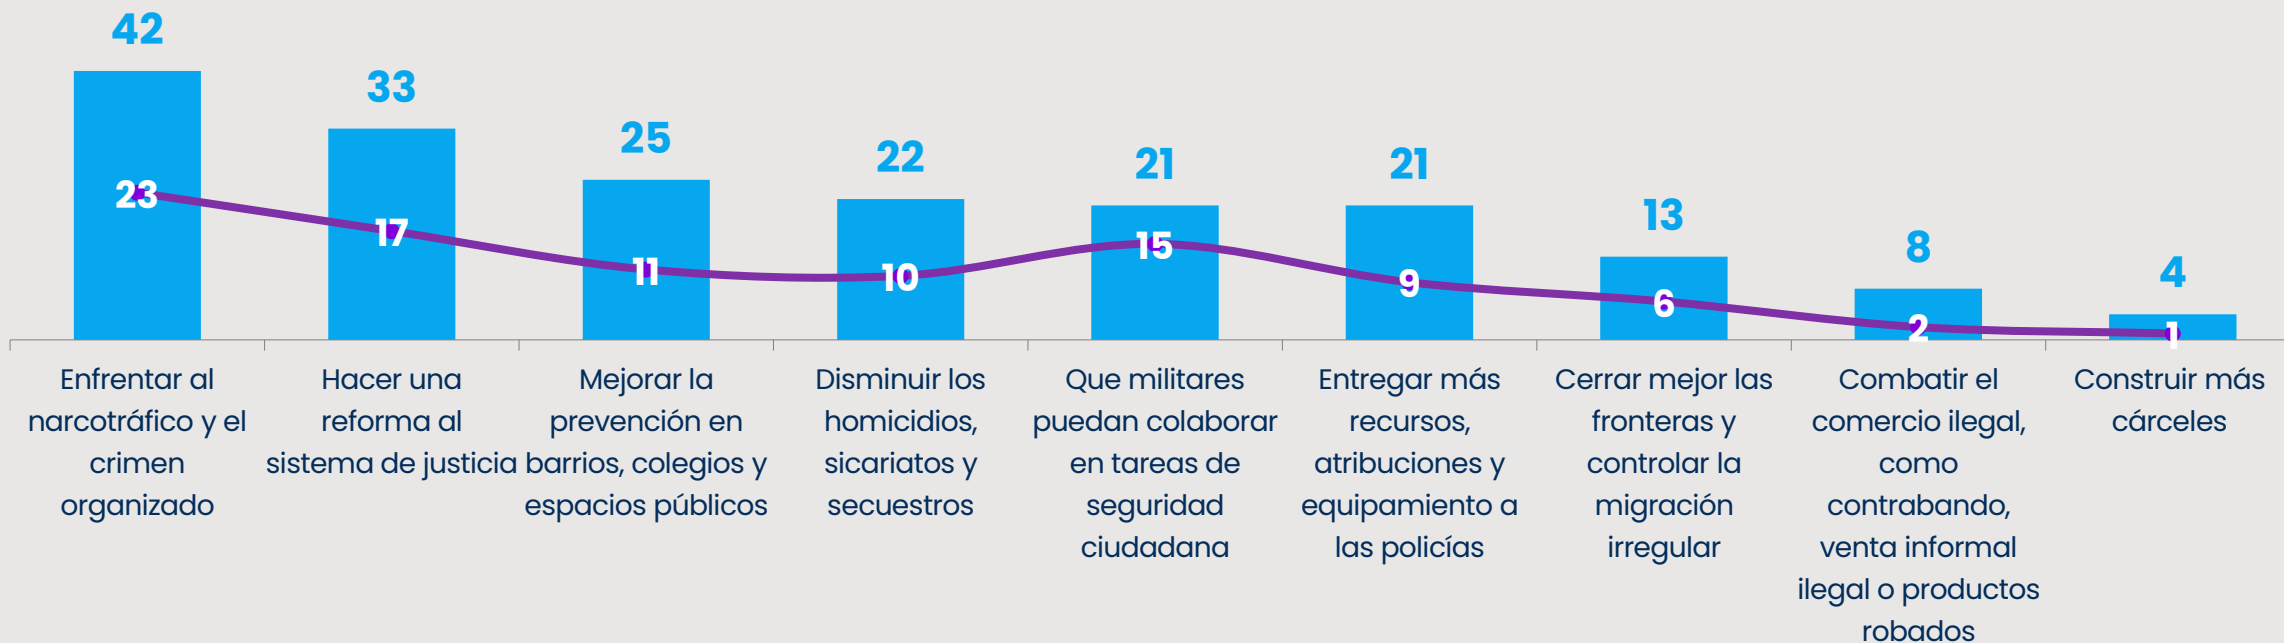 42
33
25
22
21
21
13
8
4
23
17
11
10
15
9
6
2
1
Enfrentar al
narcotráfico y el
crimen
organizado
Hacer una
reforma al
sistema de justicia
Mejorar la
prevención en
barrios, colegios y
espacios públicos
Disminuir los
homicidios,
sicariatos y
secuestros
Que militares
puedan colaborar
en tareas de
seguridad
ciudadana
Entregar más
recursos,
atribuciones y
equipamiento a
las policías
Cerrar mejor las
fronteras y
controlar la
migración
irregular
Combatir el
comercio ilegal,
como
contrabando,
venta informal
ilegal o productos
robados
Construir más
cárceles